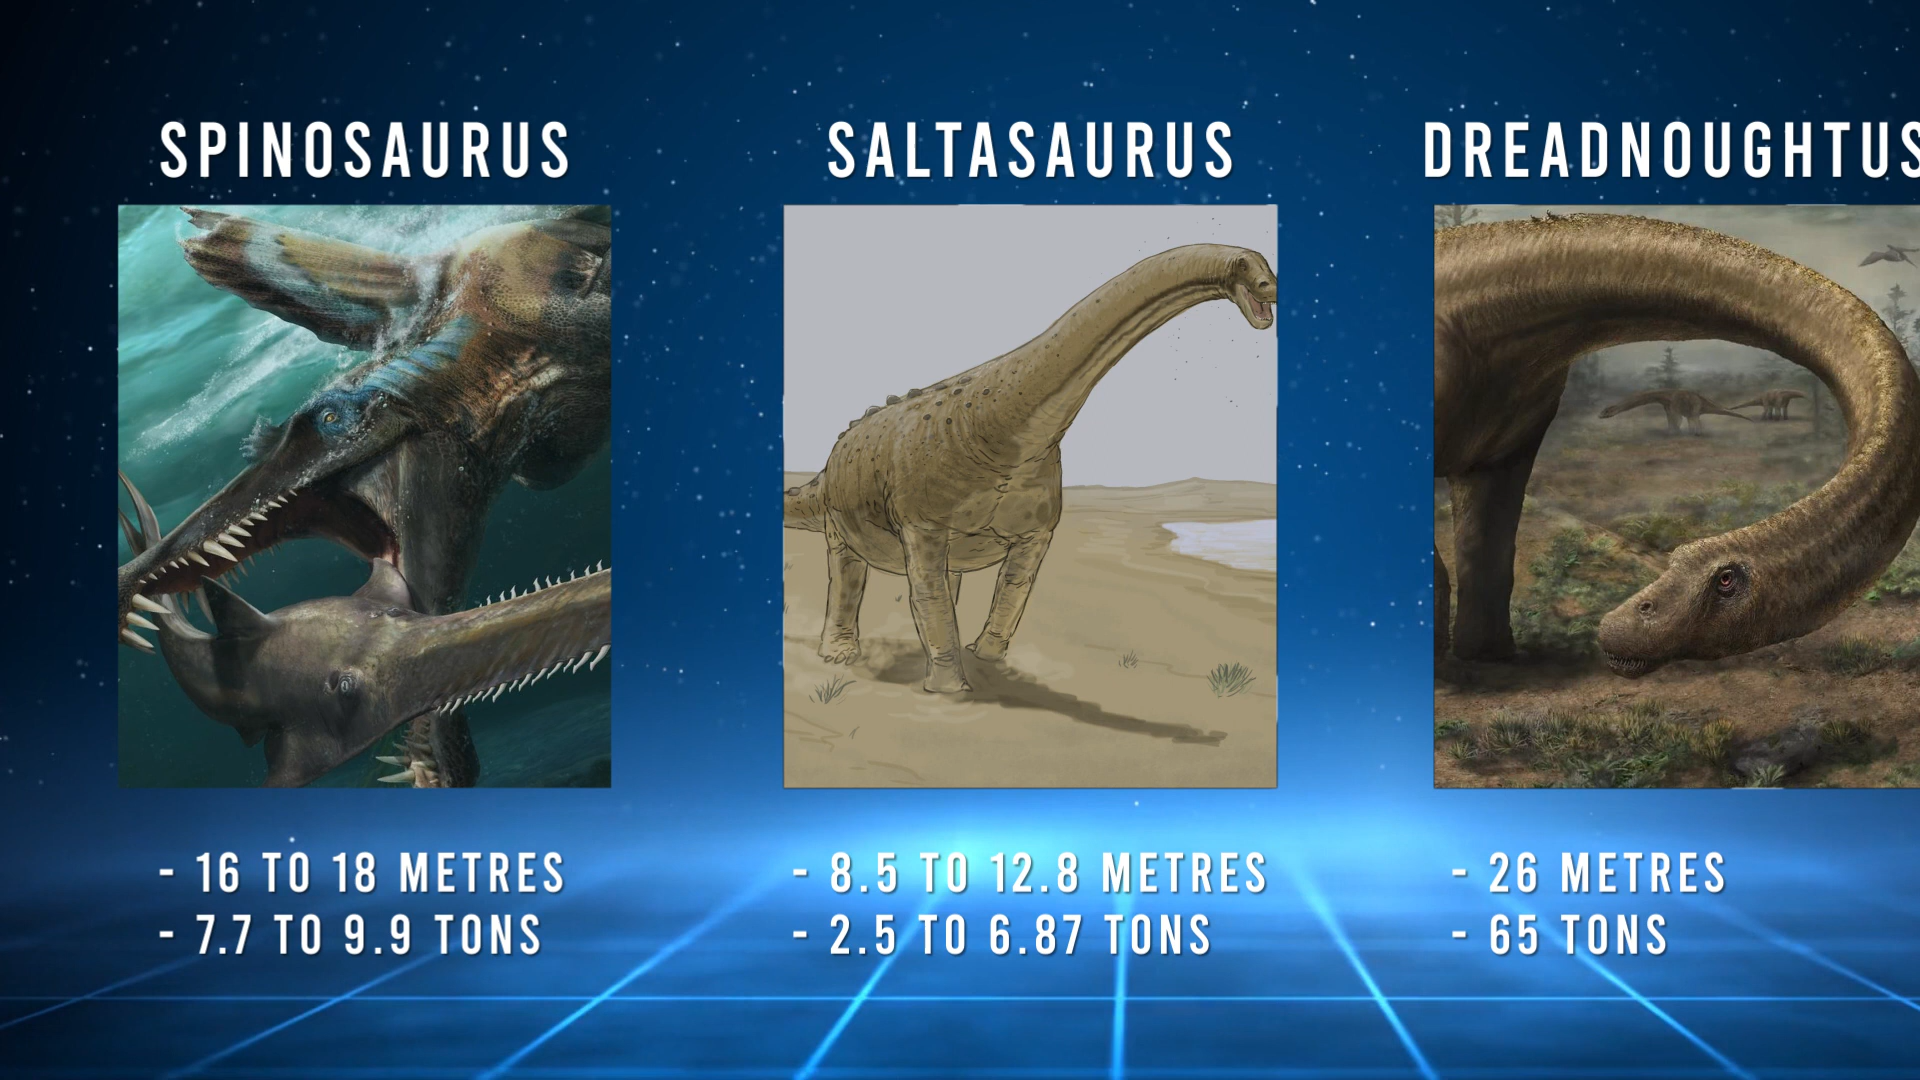 SPINOSAURUS
SALTASAURUS
DREADNOUGHTUS
- 16 TO 18 METRES
- 7.7 TO 9.9 TONS
- 8.5 TO 12.8 METRES
- 2.5 TO 6.87 TONS
- 26 METRES
- 65 TONS